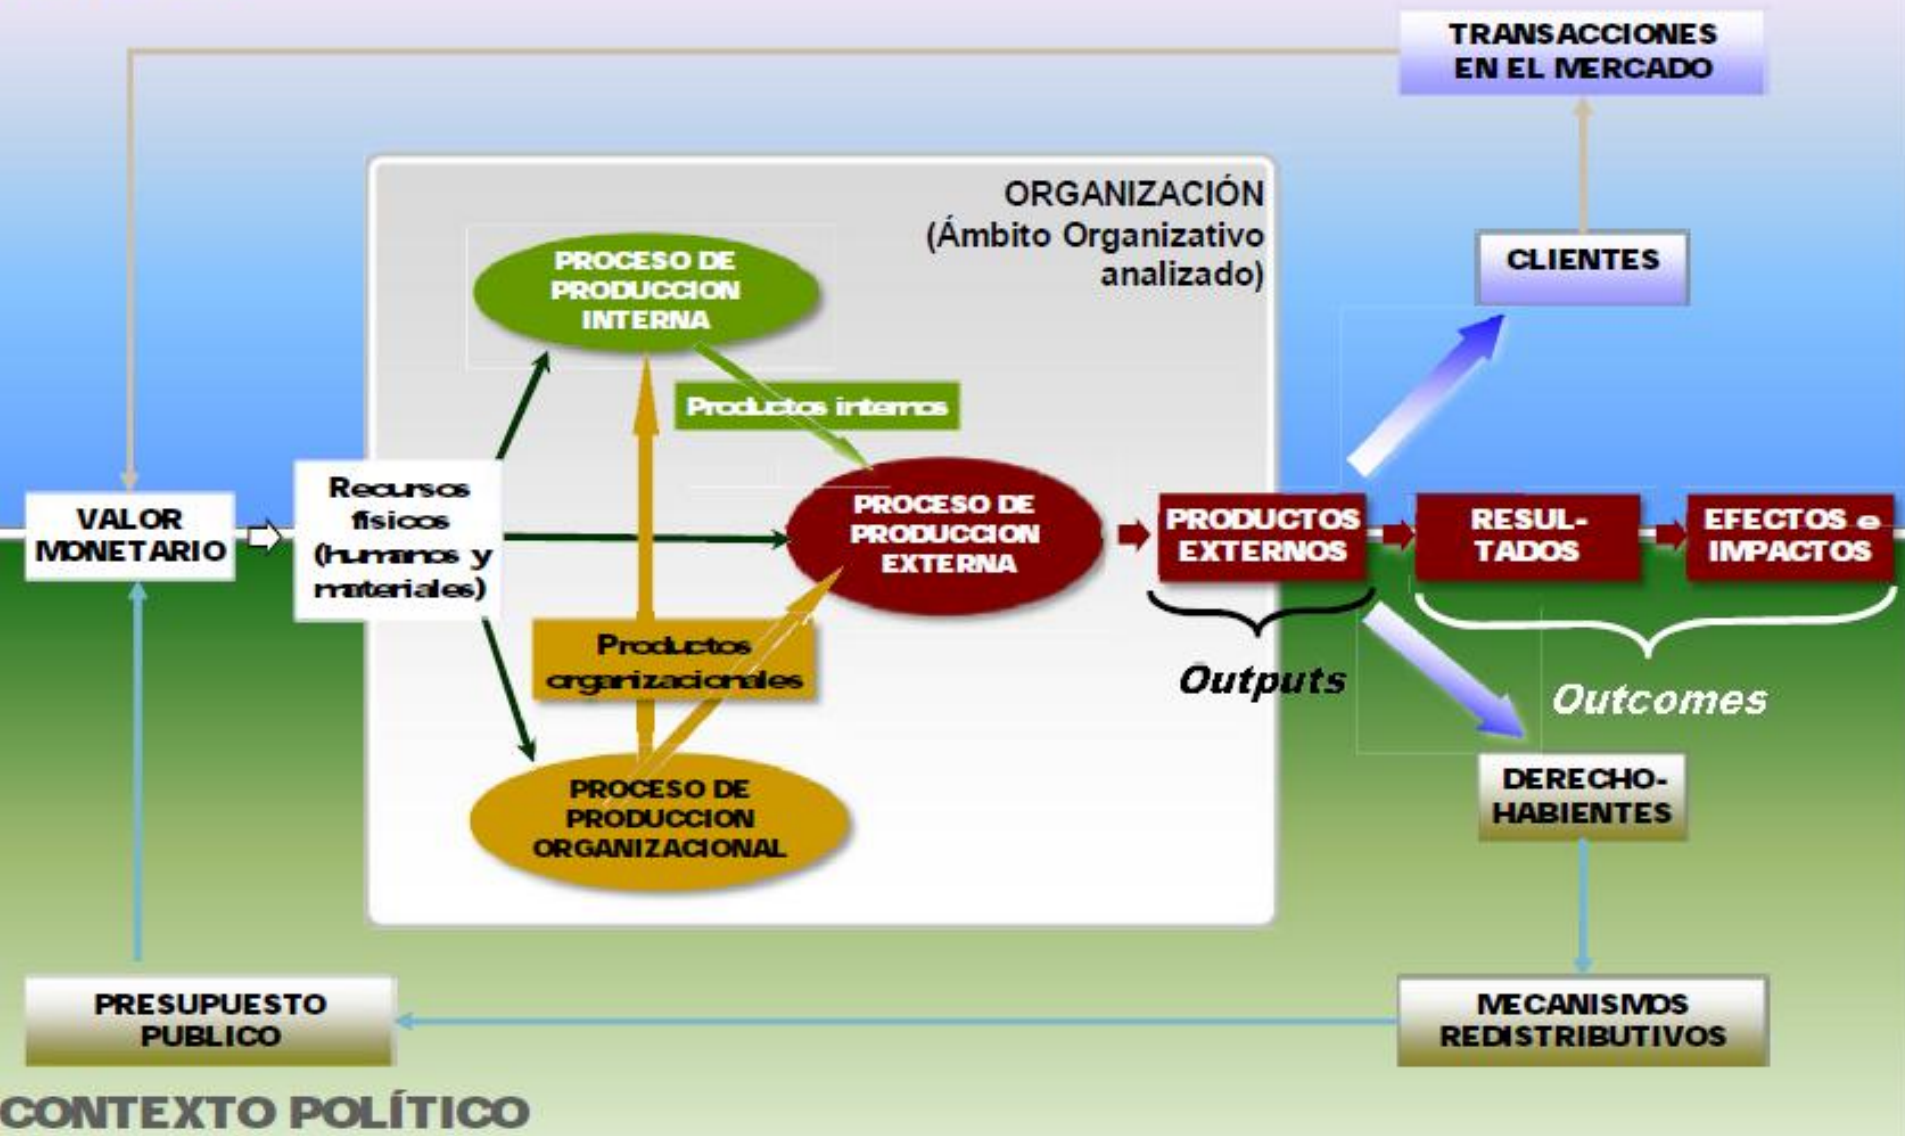 TRANSACCIONES
EN EL MERCADO
ORGANIZACIÓN
(Ámbito Organizativo
analizado)
CLIENTES
PROCESO DE
PRODUCCION
INTERNA
Productos internos
VALOR
MONETARIO
Recursos
físicos
(humanos y
materiales)
PROCESO DE
PRODUCCION
EXTERNA
PRODUCTOS
EXTERNOS
RESUL-
TADOS
EFECTOS e
IMPACTOS
Productos
organizacionales
Outputs
Outcomes
PROCESO DE
PRODUCCION
ORGANIZACIONAL
DERECHO-
HABIENTES
PRESUPUESTO
PUBLICO
MECANISMOS
REDISTRIBUTIVOS
CONTEXTO POLÍTICO